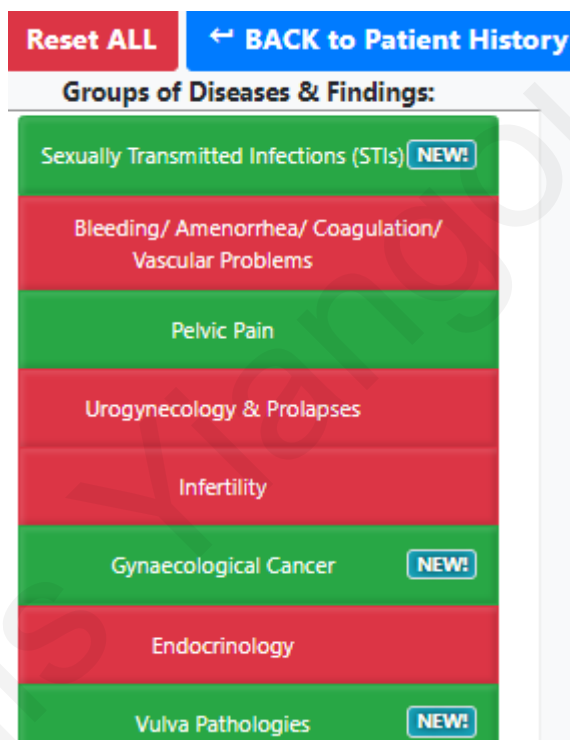 Reset ALL
↵ BACK to Patient History
Groups of Diseases & Findings:
Sexually Transmitted Infections (STIs) NEW!
Bleeding/ Amenorrhea/ Coagulation/
Vascular Problems
Pelvic Pain
Urogynecology & Prolapses
Infertility
Gynaecological Cancer NEW!
Endocrinology
Vulva Pathologies NEW!